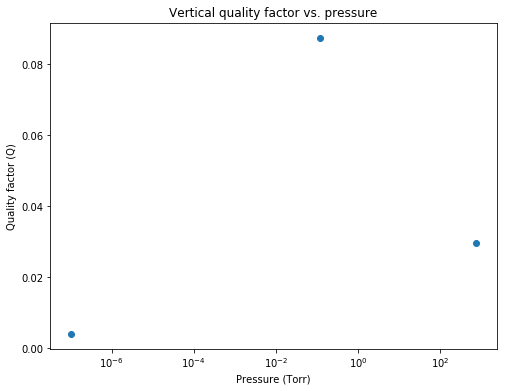 Vertical quality factor vs. pressure
Quality factor (Q)
0.08
0.06
0.04
0.02
0.00
10⁻⁶ 10⁻⁴ 10⁻² 10⁰ 10²
Pressure (Torr)